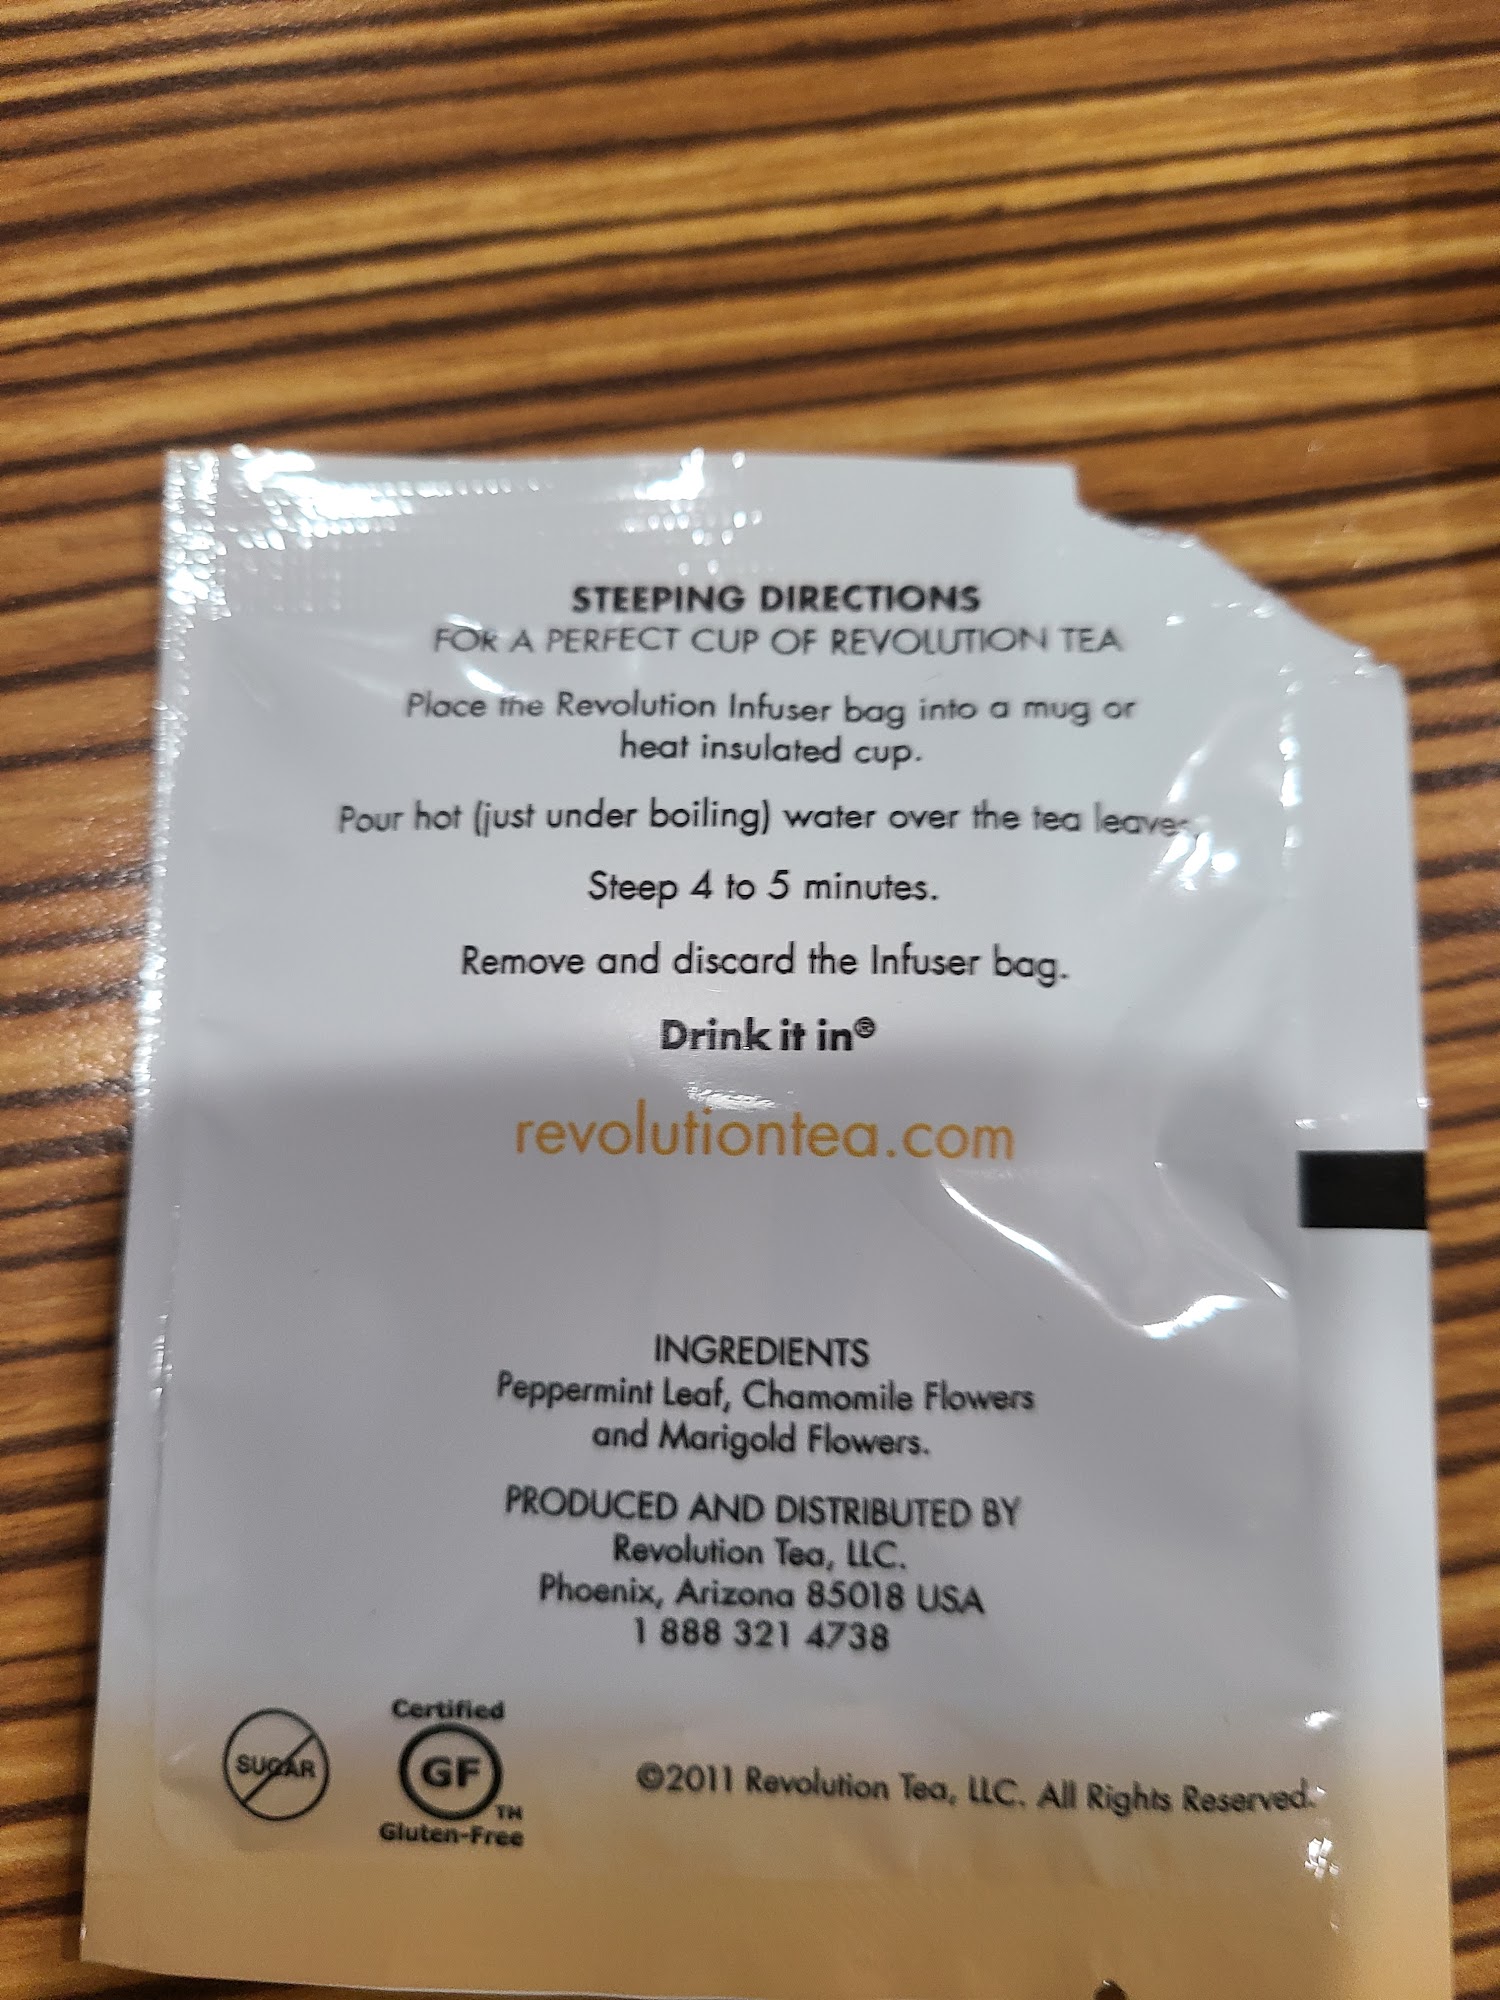 STEEPING DIRECTIONS
FOR A PERFECT CUP OF REVOLUTION TEA
Place the Revolution Infuser bag into a mug or
heat insulated cup.
Pour hot (just under boiling) water over the tea leaves.
Steep 4 to 5 minutes.
Remove and discard the Infuser bag.
Drink it in®
revolutiontea.com
INGREDIENTS
Peppermint Leaf, Chamomile Flowers
and Marigold Flowers.
PRODUCED AND DISTRIBUTED BY
Revolution Tea, LLC.
Phoenix, Arizona 85018 USA
1 888 321 4738
SUGAR
Certified
GF
TM
Gluten-Free
©2011 Revolution Tea, LLC. All Rights Reserved.